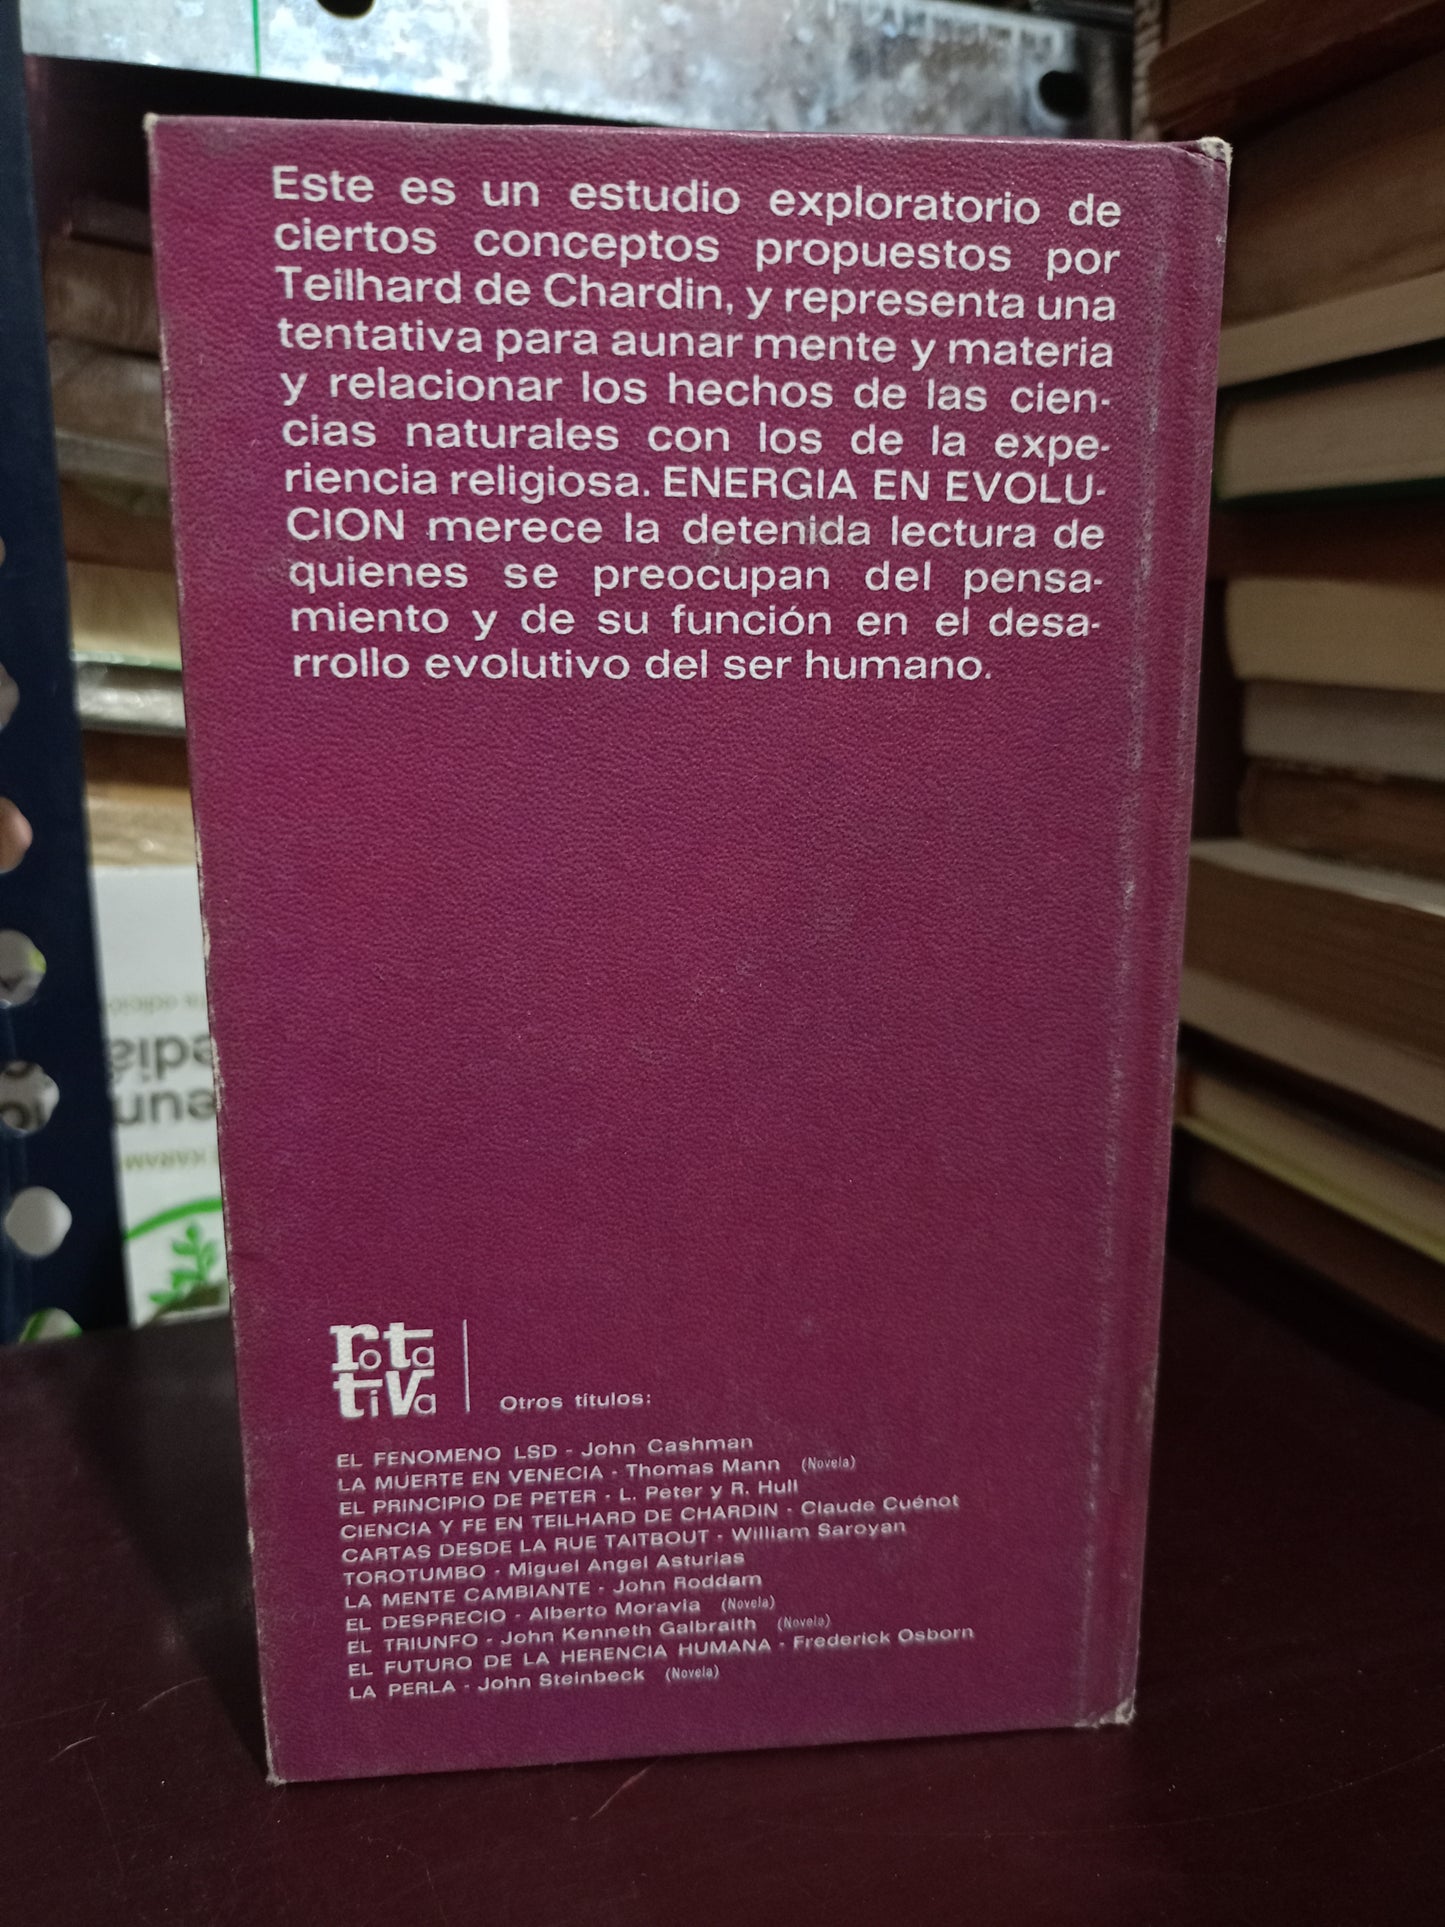 Este es un estudio exploratorio de
ciertos conceptos propuestos por
Teilhard de Chardin, y representa una
tentativa para aunar mente y materia
y relacionar los hechos de las cien-
cias naturales con los de la expe-
riencia religiosa. ENERGIA EN EVOLU-
CION merece la detenida lectura de
quienes se preocupan del pensa-
miento y de su función en el desa-
rrollo evolutivo del ser humano.
rota
tiva
Otros títulos:
EL FENOMENO LSD - John Cashman
LA MUERTE EN VENECIA - Thomas Mann (Novela)
EL PRINCIPIO DE PETER - L. Peter y R. Hull
CIENCIA Y FE EN TEILHARD DE CHARDIN - Claude Cuénot
CARTAS DESDE LA RUE TAITBOUT - William Saroyan
TOROTUMBO - Miguel Angel Asturias
LA MENTE CAMBIANTE - John Roddam
EL DESPRECIO - Alberto Moravia (Novela)
EL TRIUNFO - John Kenneth Galbraith (Novela)
EL FUTURO DE LA HERENCIA HUMANA - Frederick Osborn
LA PERLA - John Steinbeck (Novela)
KARAM